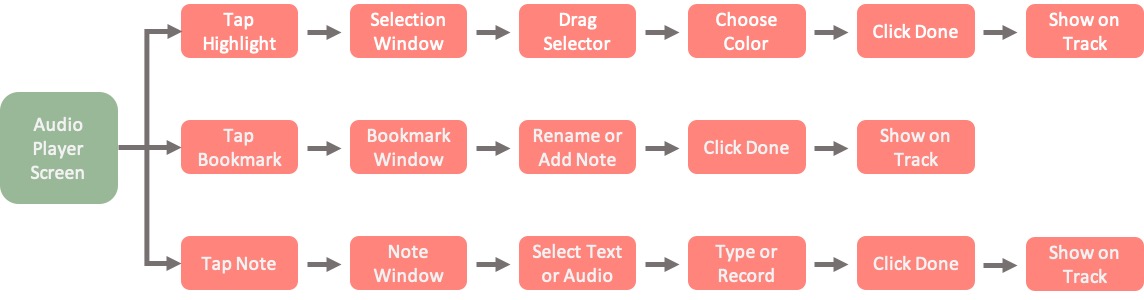 Audio
Player
Screen
Tap
Highlight
Selection
Window
Drag
Selector
Choose
Color
Click Done
Show on
Track
Tap
Bookmark
Bookmark
Window
Rename or
Add Note
Click Done
Show on
Track
Tap Note
Note
Window
Select Text
or Audio
Type or
Record
Click Done
Show on
Track